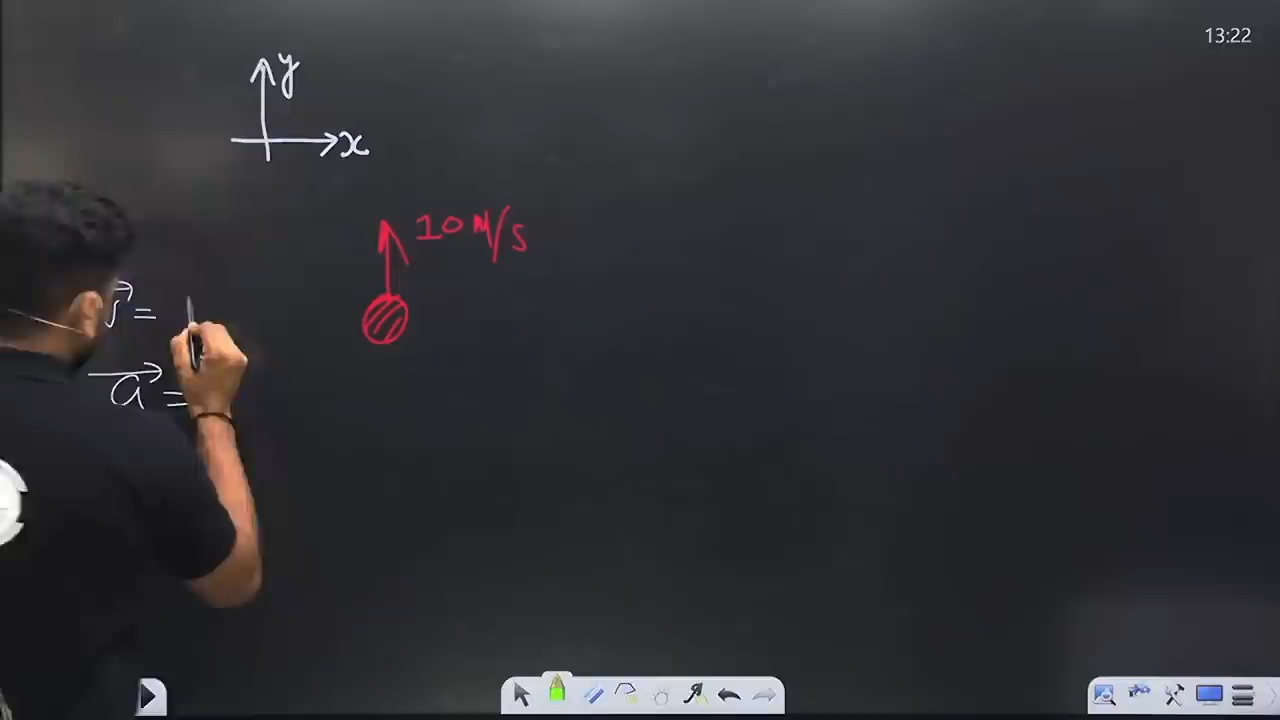 13:22
y
x
10 M/s
=
a =